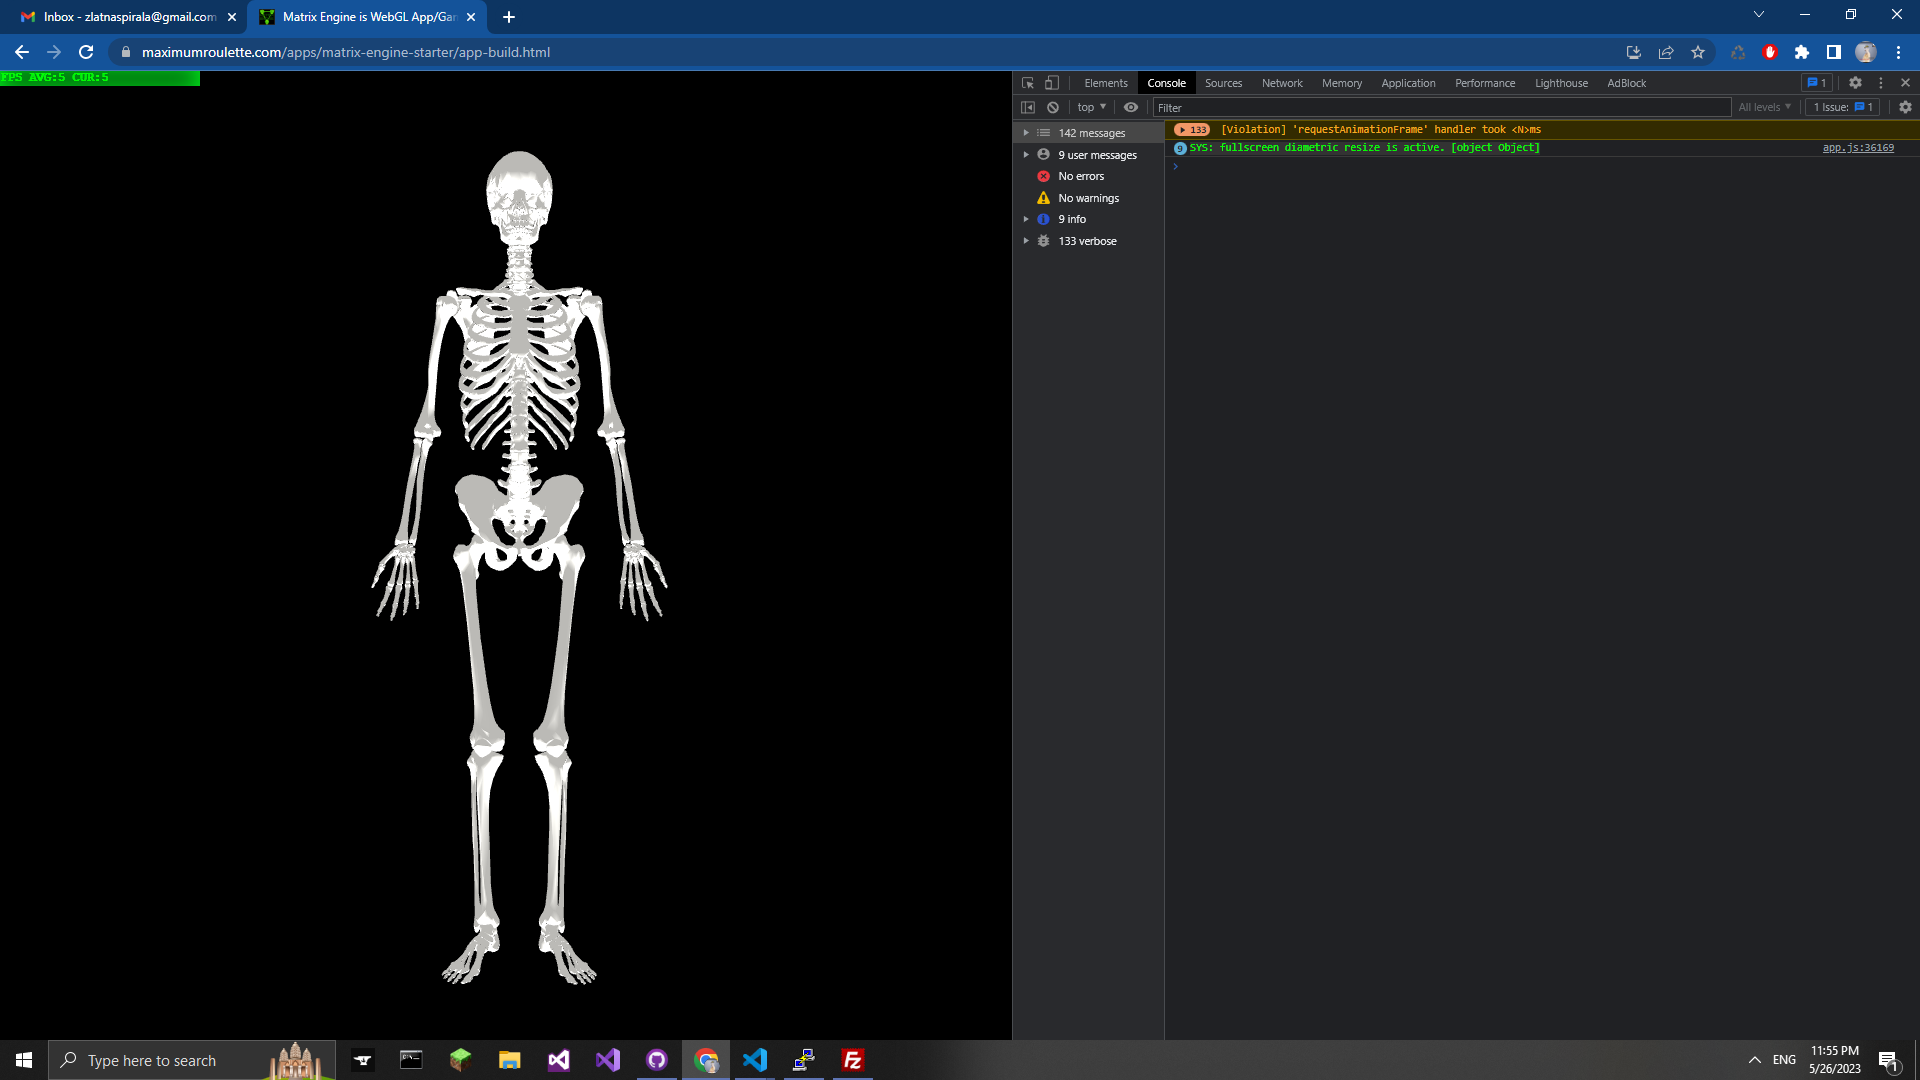 Inbox - zlatnaspirala@gmail.com
Matrix Engine is WebGL App/Gam
maximumroulette.com/apps/matrix-engine-starter/app-build.html
FPS AVG:5 CUR:5
Elements Console Sources Network Memory Application Performance Lighthouse AdBlock 1
top Filter All levels 1 Issue: 1
142 messages
9 user messages
No errors
No warnings
9 info
133 verbose
133 [Violation] 'requestAnimationFrame' handler took <N>ms
9 SYS: fullscreen diametric resize is active. [object Object] app.js:36169
Type here to search
ENG
11:55 PM
5/26/2023
1